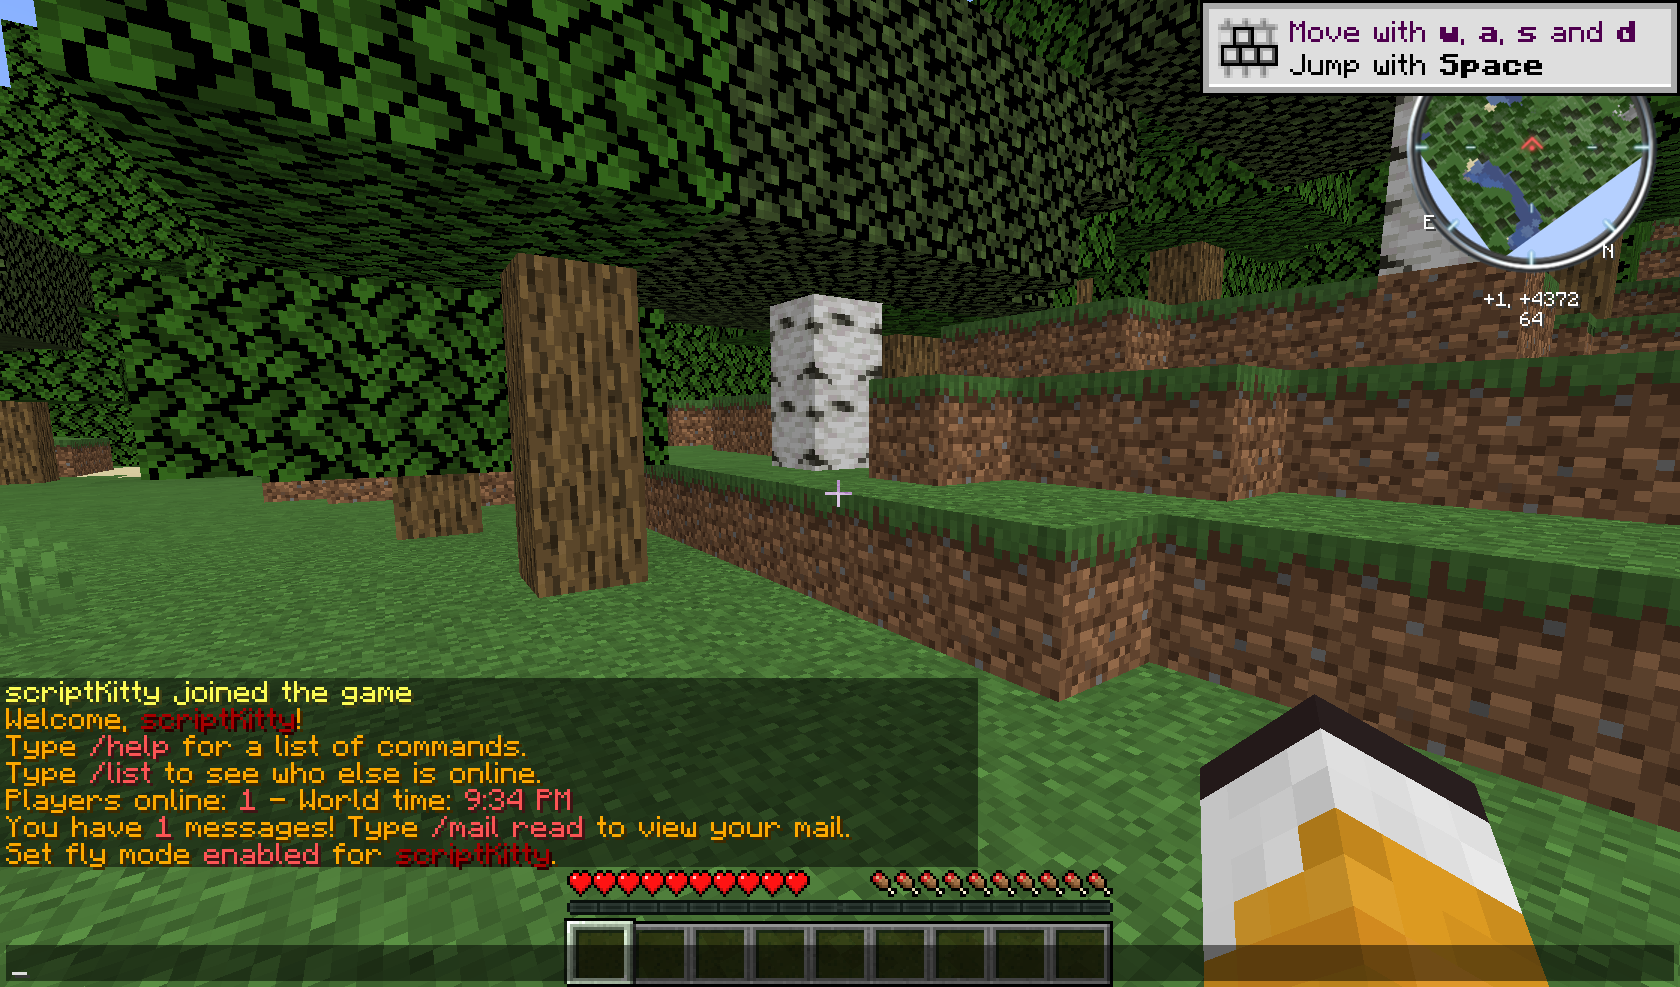 Move with w, a, s and d
Jump with Space
E
N
+1, +4372
64
scriptKitty joined the game
Welcome, scriptKitty!
Type /help for a list of commands.
Type /list to see who else is online.
Players online: 1 – World time: 9:34 PM
You have 1 messages! Type /mail read to view your mail.
Set fly mode enabled for scriptKitty.
_